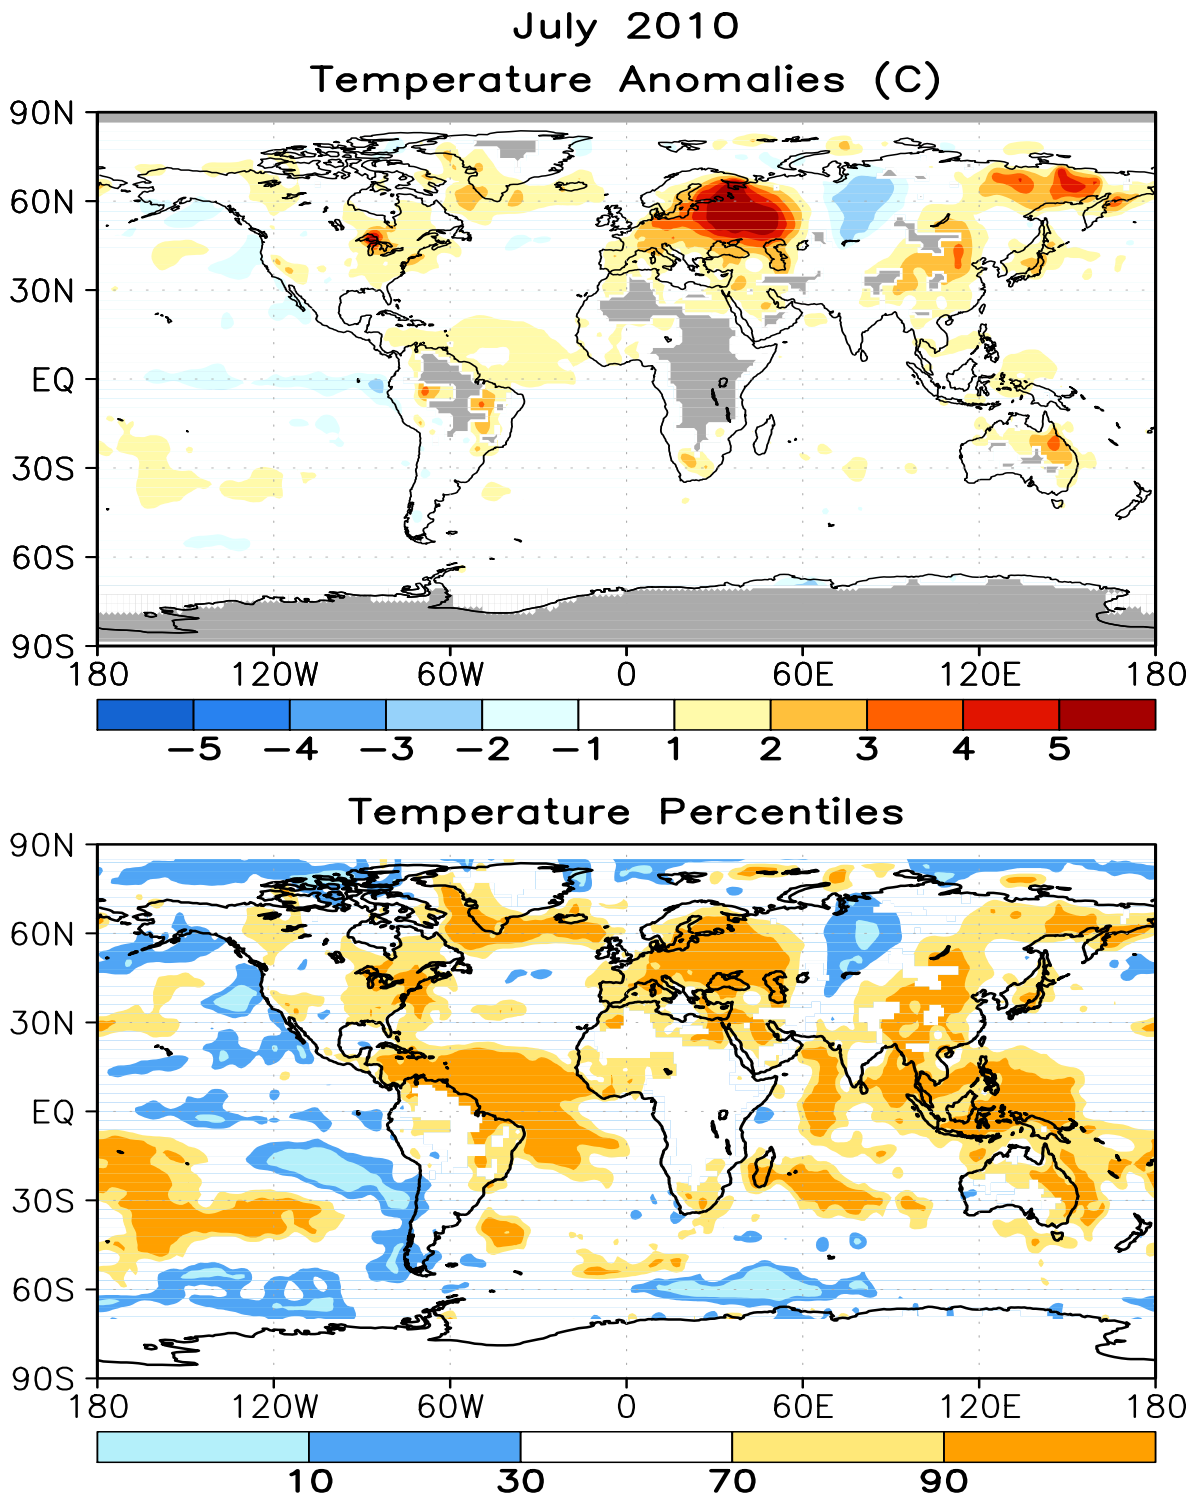 July 2010
Temperature Anomalies (C)
90N
60N
30N
EQ
30S
60S
90S
180 120W 60W 0 60E 120E 180
−5 −4 −3 −2 −1 1 2 3 4 5
Temperature Percentiles
90N
60N
30N
EQ
30S
60S
90S
180 120W 60W 0 60E 120E 180
10 30 70 90